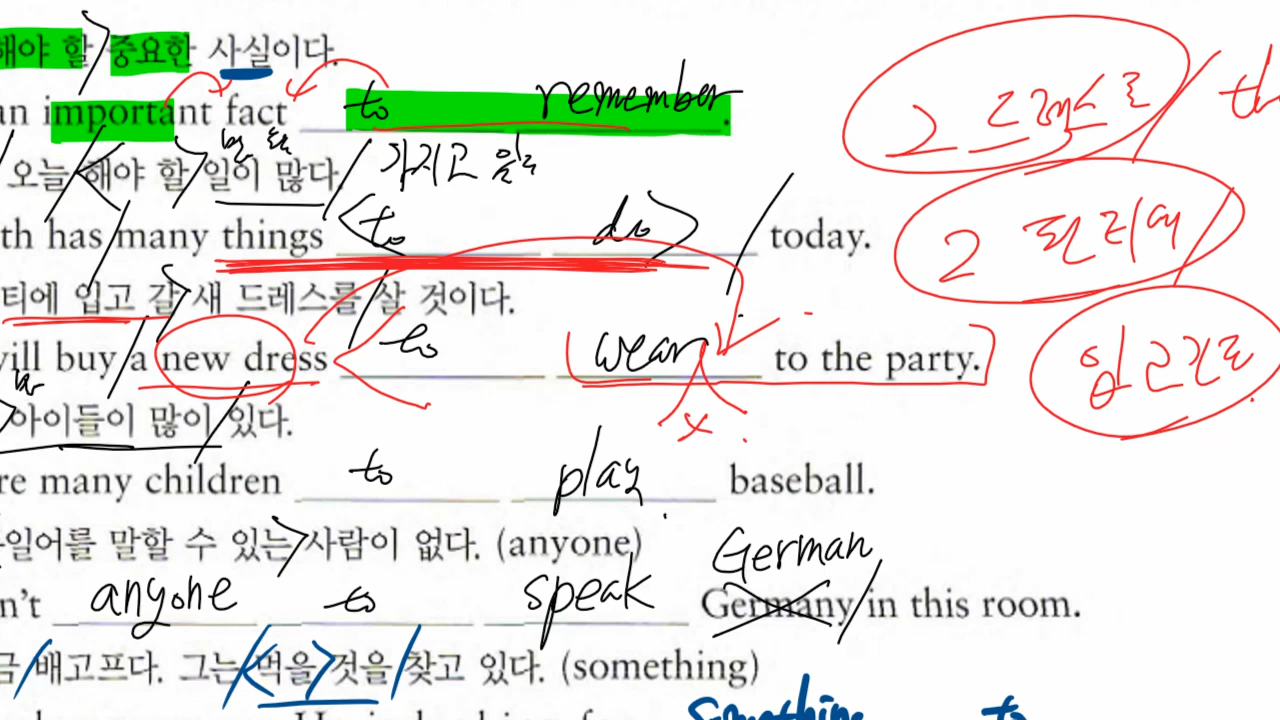 해야 할 중요한 사실이다.
an important fact to remember.
2 드레스로
오늘 해야 할 일이 많다. 가지고 있다
th has many things to do today.
2 파티에
티에 입고 갈 새 드레스를 살 것이다.
vill buy a new dress to wear to the party.
입고갈
아이들이 많이 있다.
re many children to play baseball.
일어를 말할 수 있는 사람이 없다. (anyone)
German
n't anyone to speak Germany in this room.
금 배고프다. 그는 먹을 것을 찾고 있다. (something)
something to